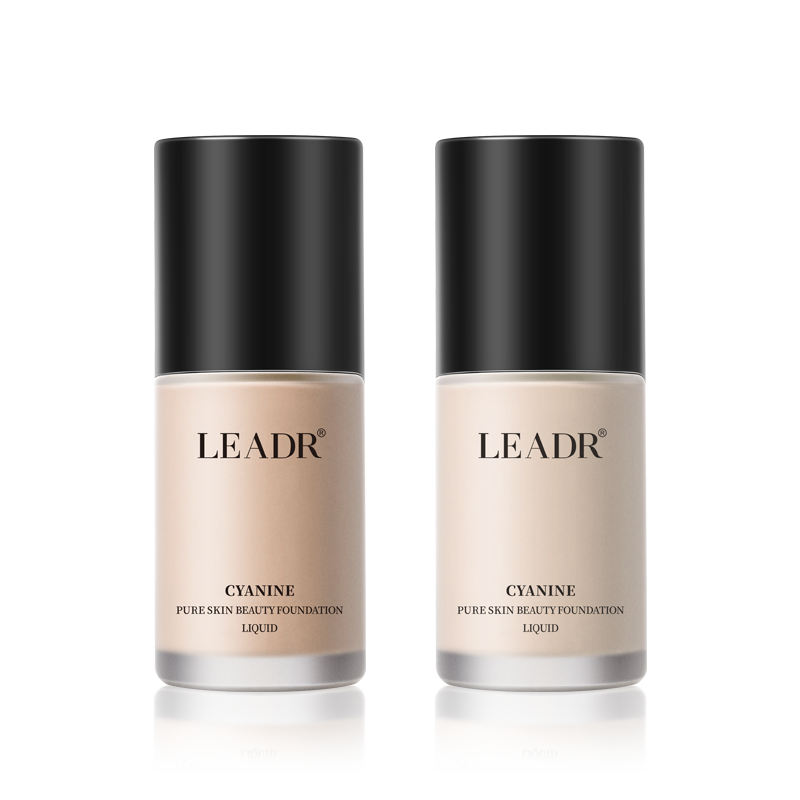 LEADR®
CYANINE
PURE SKIN BEAUTY FOUNDATION
LIQUID
LEADR®
CYANINE
PURE SKIN BEAUTY FOUNDATION
LIQUID